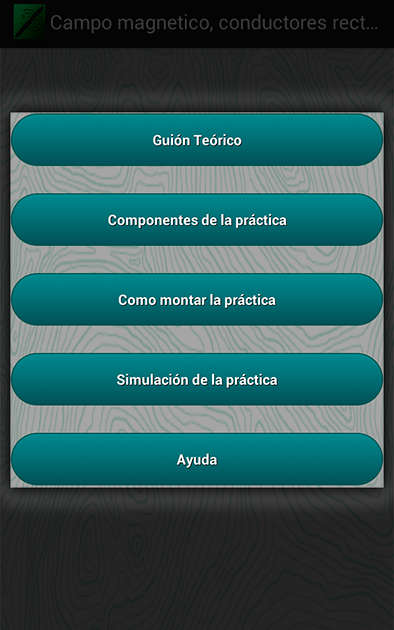 Campo magnetico, conductores rect...
Guión Teórico
Componentes de la práctica
Como montar la práctica
Simulación de la práctica
Ayuda